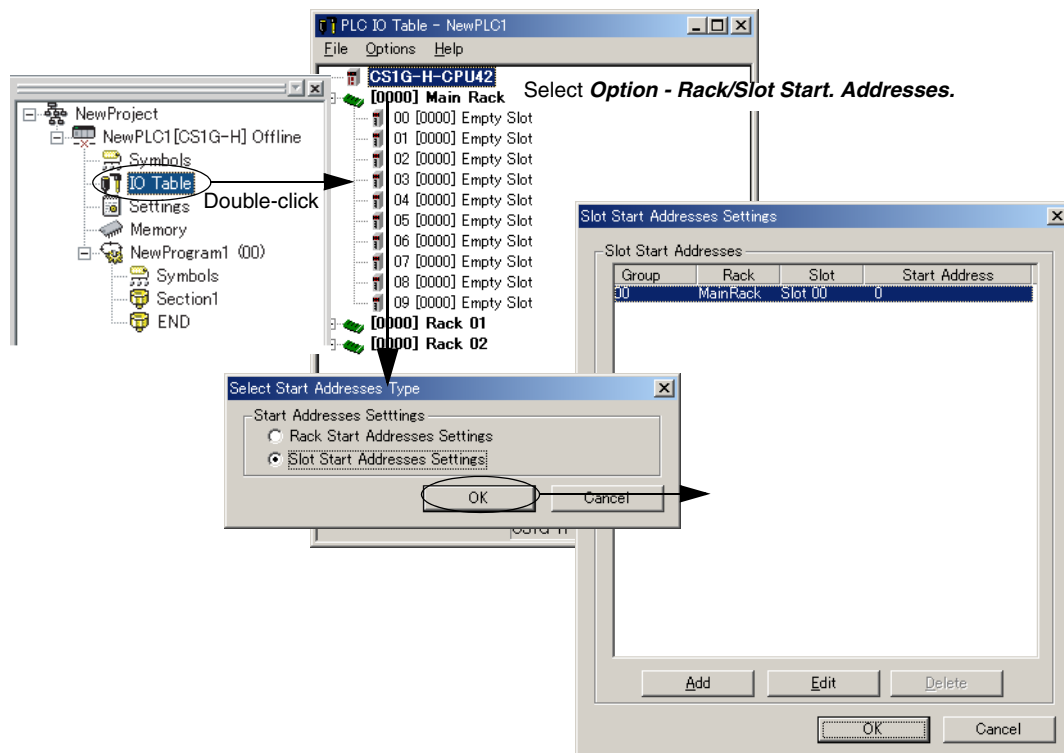 PLC IO Table - NewPLC1
File Options Help
CS1G-H-CPU42
Select Option - Rack/Slot Start. Addresses.
[0000] Main Rack
00 [0000] Empty Slot
01 [0000] Empty Slot
02 [0000] Empty Slot
03 [0000] Empty Slot
04 [0000] Empty Slot
05 [0000] Empty Slot
06 [0000] Empty Slot
07 [0000] Empty Slot
08 [0000] Empty Slot
09 [0000] Empty Slot
[0000] Rack 01
[0000] Rack 02
NewProject
NewPLC1[CS1G-H] Offline
Symbols
IO Table
Double-click
Settings
Memory
NewProgram1 (00)
Symbols
Section1
END
Select Start Addresses Type
Start Addresses Setttings
Rack Start Addresses Settings
Slot Start Addresses Settings
OK Cancel
Slot Start Addresses Settings
Slot Start Addresses
Group Rack Slot Start Address
00 MainRack Slot 00 0
Add Edit Delete
OK Cancel